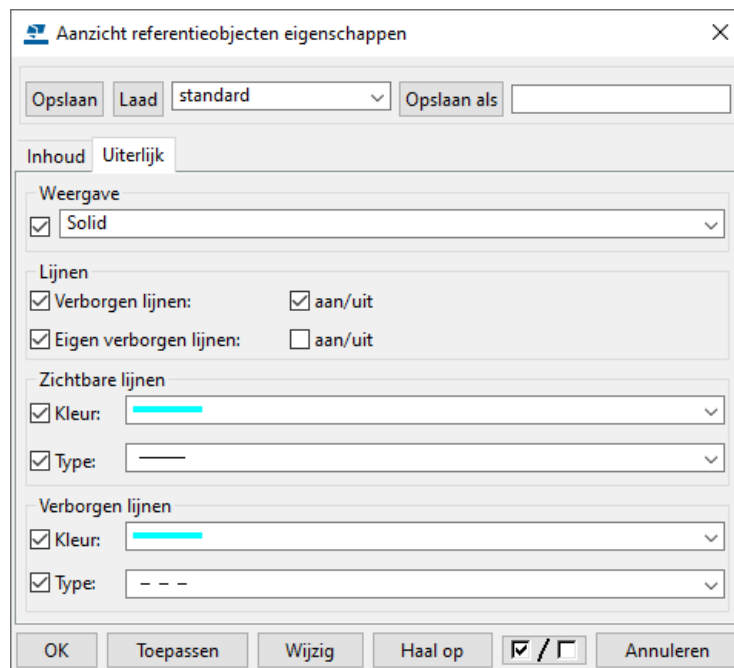 Aanzicht referentieobjecten eigenschappen
Opslaan Laad standard Opslaan als
Inhoud Uiterlijk
Weergave
Solid
Lijnen
Verborgen lijnen: aan/uit
Eigen verborgen lijnen: aan/uit
Zichtbare lijnen
Kleur:
Type:
Verborgen lijnen
Kleur:
Type:
OK Toepassen Wijzig Haal op / Annuleren